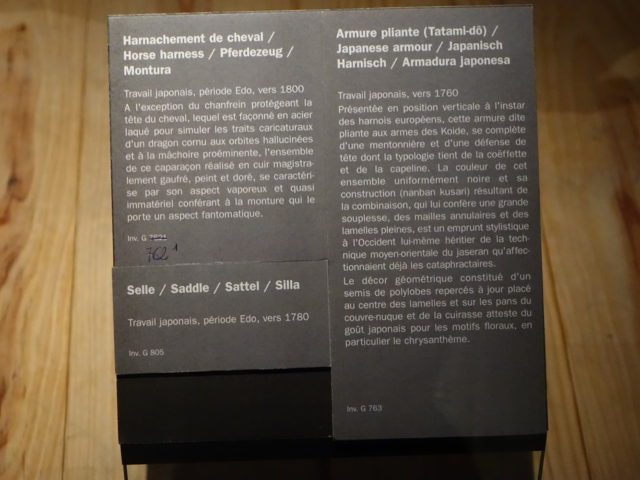 Harnachement de cheval /
Horse harness / Pferdezeug /
Montura
Travail japonais, période Edo, vers 1800
A l'exception du chanfrein protégeant la
tête du cheval, lequel est façonné en acier
laqué pour simuler les traits caricaturaux
d'un dragon cornu aux orbites hallucinées
et à la mâchoire proéminente, l'ensemble
de ce caparaçon réalisé en cuir magistra-
lement gaufré, peint et doré, se caractéri-
se par son aspect vaporeux et quasi
immatériel conférant à la monture qui le
porte un aspect fantomatique.
Inv. G
762 1
Selle / Saddle / Sattel / Silla
Travail japonais, période Edo, vers 1780
Inv. G 805
Armure pliante (Tatami-dô) /
Japanese armour / Japanisch
Harnisch / Armadura japonesa
Travail japonais, vers 1760
Présentée en position verticale à l'instar
des harnois européens, cette armure dite
pliante aux armes des Koide, se complète
d'une mentonnière et d'une défense de
tête dont la typologie tient de la coëffette
et de la capeline. La couleur de cet
ensemble uniformément noire et sa
construction (nanban kusari) résultant de
la combinaison, qui lui confère une grande
souplesse, des mailles annulaires et des
lamelles pleines, est un emprunt stylistique
à l'Occident lui-même héritier de la tech-
nique moyen-orientale du jaseran qu'affec-
tionnaient déjà les cataphractaires.
Le décor géométrique constitué d'un
semis de polylobes repercés à jour placé
au centre des lamelles et sur les pans du
couvre-nuque et de la cuirasse atteste du
goût japonais pour les motifs floraux, en
particulier le chrysanthème.
Inv. G 763